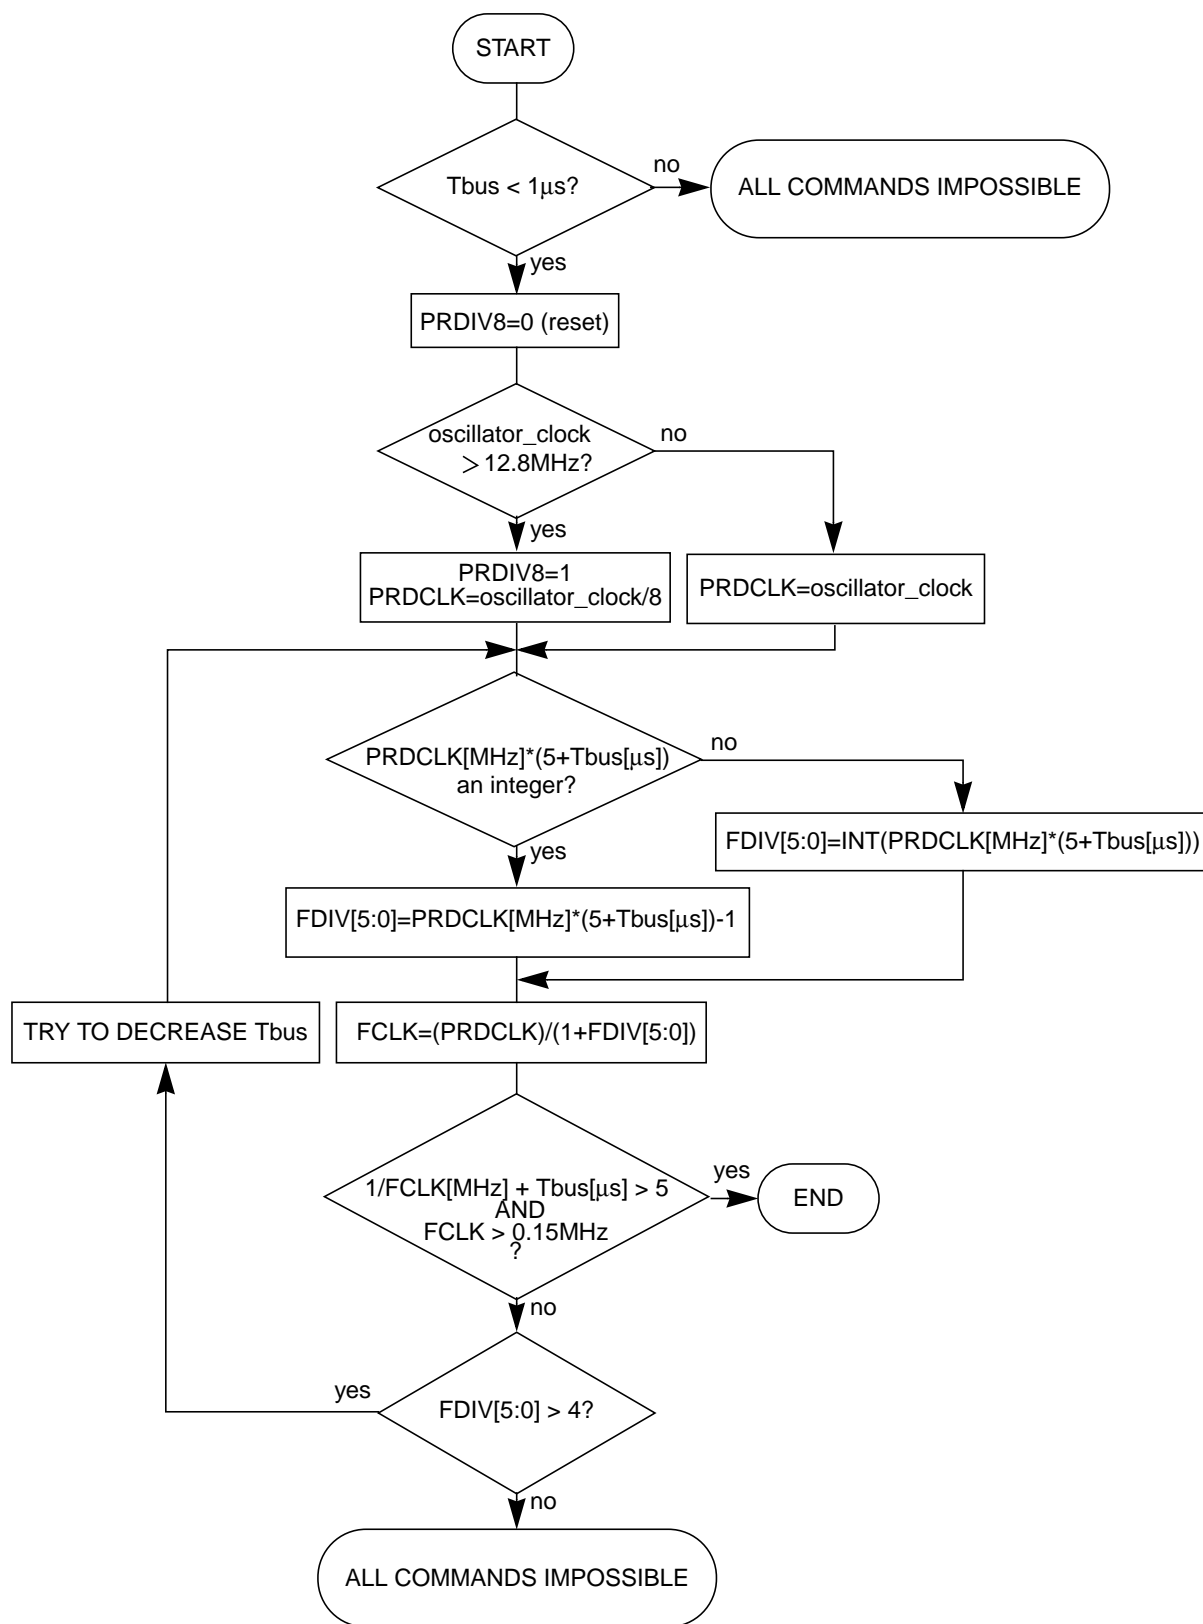 START
Tbus < 1μs?
no
ALL COMMANDS IMPOSSIBLE
yes
PRDIV8=0 (reset)
oscillator_clock
> 12.8MHz?
no
yes
PRDIV8=1
PRDCLK=oscillator_clock/8
PRDCLK=oscillator_clock
PRDCLK[MHz]*(5+Tbus[μs])
an integer?
no
yes
FDIV[5:0]=INT(PRDCLK[MHz]*(5+Tbus[μs]))
FDIV[5:0]=PRDCLK[MHz]*(5+Tbus[μs])-1
TRY TO DECREASE Tbus
FCLK=(PRDCLK)/(1+FDIV[5:0])
1/FCLK[MHz] + Tbus[μs] > 5
AND
FCLK > 0.15MHz
?
yes
END
no
yes
FDIV[5:0] > 4?
no
ALL COMMANDS IMPOSSIBLE